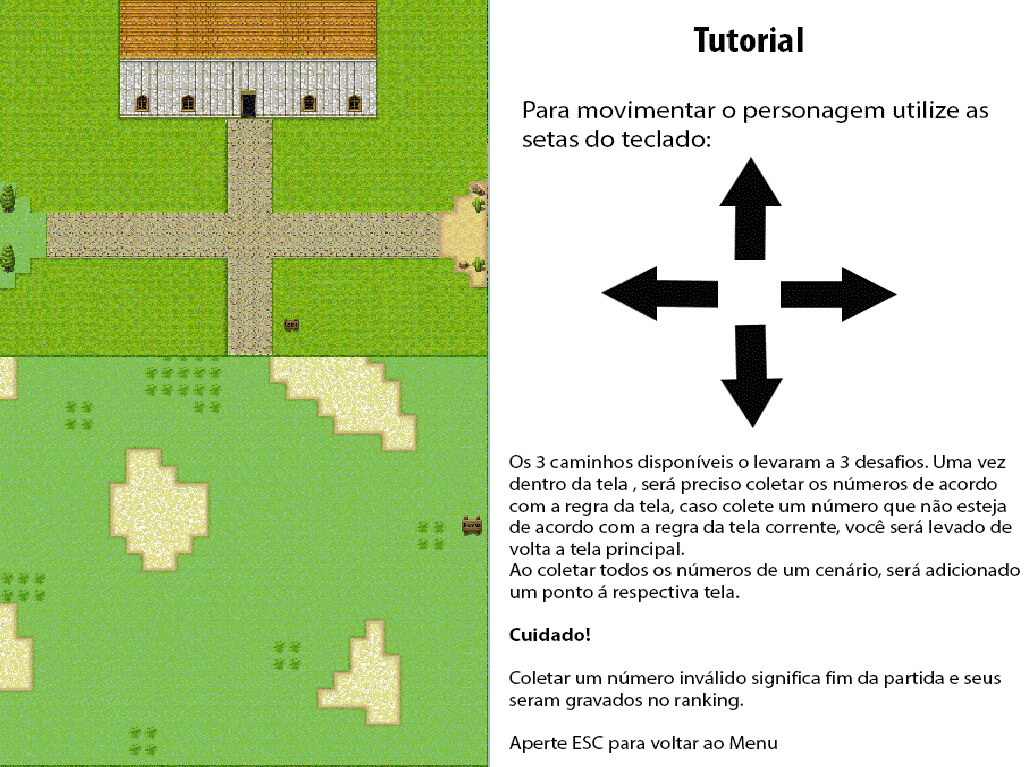 Tutorial
Para movimentar o personagem utilize as
setas do teclado:
Os 3 caminhos disponíveis o levaram a 3 desafios. Uma vez
dentro da tela , será preciso coletar os números de acordo
com a regra da tela, caso colete um número que não esteja
de acordo com a regra da tela corrente, você será levado de
volta a tela principal.
Ao coletar todos os números de um cenário, será adicionado
um ponto á respectiva tela.
Cuidado!
Coletar um número inválido significa fim da partida e seus
seram gravados no ranking.
Aperte ESC para voltar ao Menu